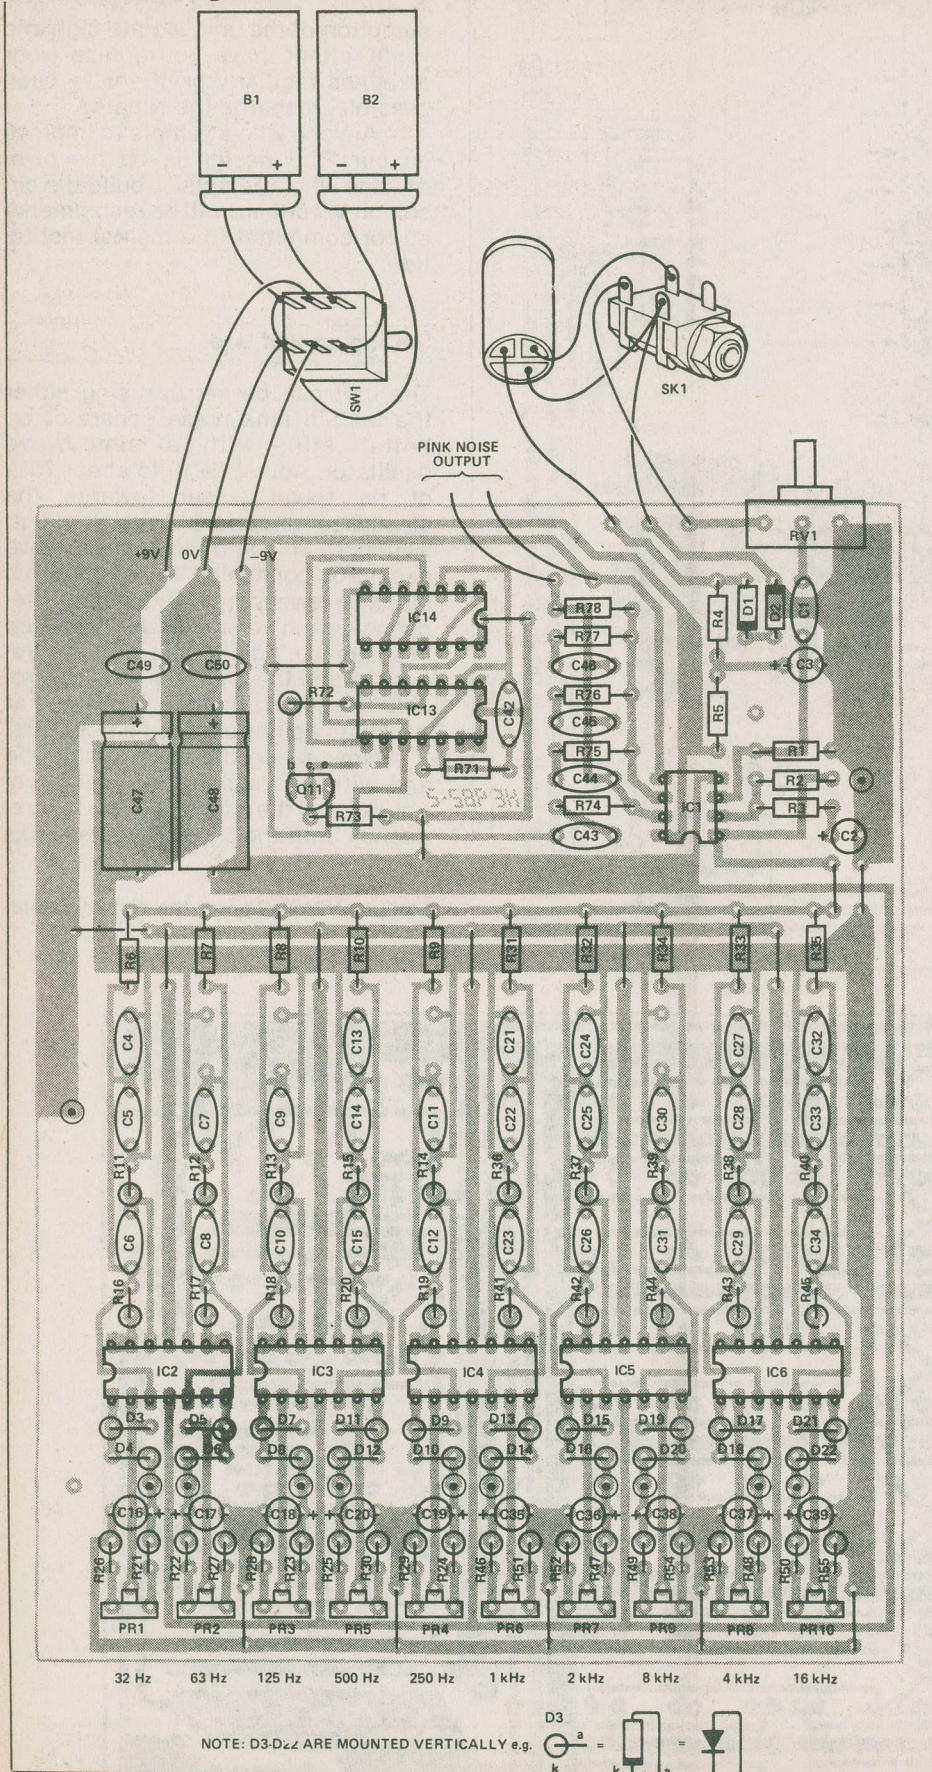 B1 B2
– + – +
SW1
SK1
PINK NOISE
OUTPUT
+9V 0V –9V
RV1
IC14
R78
R77
R4
D1
D2
C1
C49
C50
C46
C3
R72
IC13
C42
R76
R5
C45
+ +
b c e
R71
R75
R1
Q11
C44
R2
C47
C48
R73
R74
IC1
R3
C43
+ C2
R6 R7 R8 R10 R9 R31 R32 R34 R33 R35
C4 C13 C21 C24 C27 C32
C5 C7 C9 C14 C11 C22 C25 C30 C28 C33
R11 R12 R13 R15 R14 R36 R37 R39 R38 R40
C6 C8 C10 C15 C12 C23 C26 C31 C29 C34
R16 R17 R18 R20 R19 R41 R42 R44 R43 R45
IC2 IC3 IC4 IC5 IC6
D3 D5 D7 D11 D9 D13 D15 D19 D17 D21
D4 D6 D8 D12 D10 D14 D16 D20 D18 D22
C16 + + C17 C18 + + C20 C19 + + C35 C36 + + C38 C37 + + C39
R26 R21 R22 R27 R28 R23 R25 R30 R29 R24 R46 R51 R52 R47 R49 R54 R53 R48 R50 R55
PR1 PR2 PR3 PR5 PR4 PR6 PR7 PR9 PR8 PR10
32 Hz 63 Hz 125 Hz 500 Hz 250 Hz 1 kHz 2 kHz 8 kHz 4 kHz 16 kHz
D3
NOTE: D3-D22 ARE MOUNTED VERTICALLY e.g. a = =
k k a